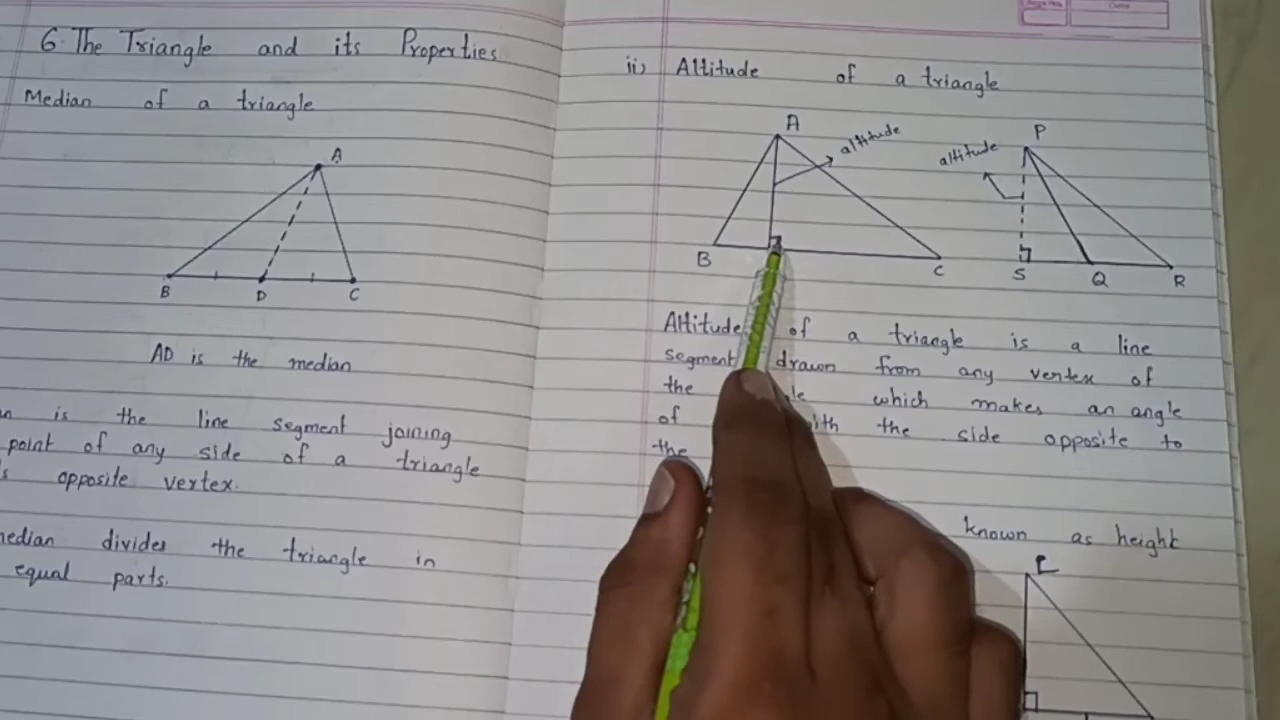 6. The Triangle and its Properties
Median of a triangle
A
B D C
AD is the median
is the line segment joining
point of any side of a triangle
opposite vertex.
median divides the triangle in
equal parts.
ii) Altitude of a triangle
A
altitude
B C
P
altitude
S Q R
Altitude of a triangle is a line
segment drawn from any vertex of
the which makes an angle
of with the side opposite to
the
known as height